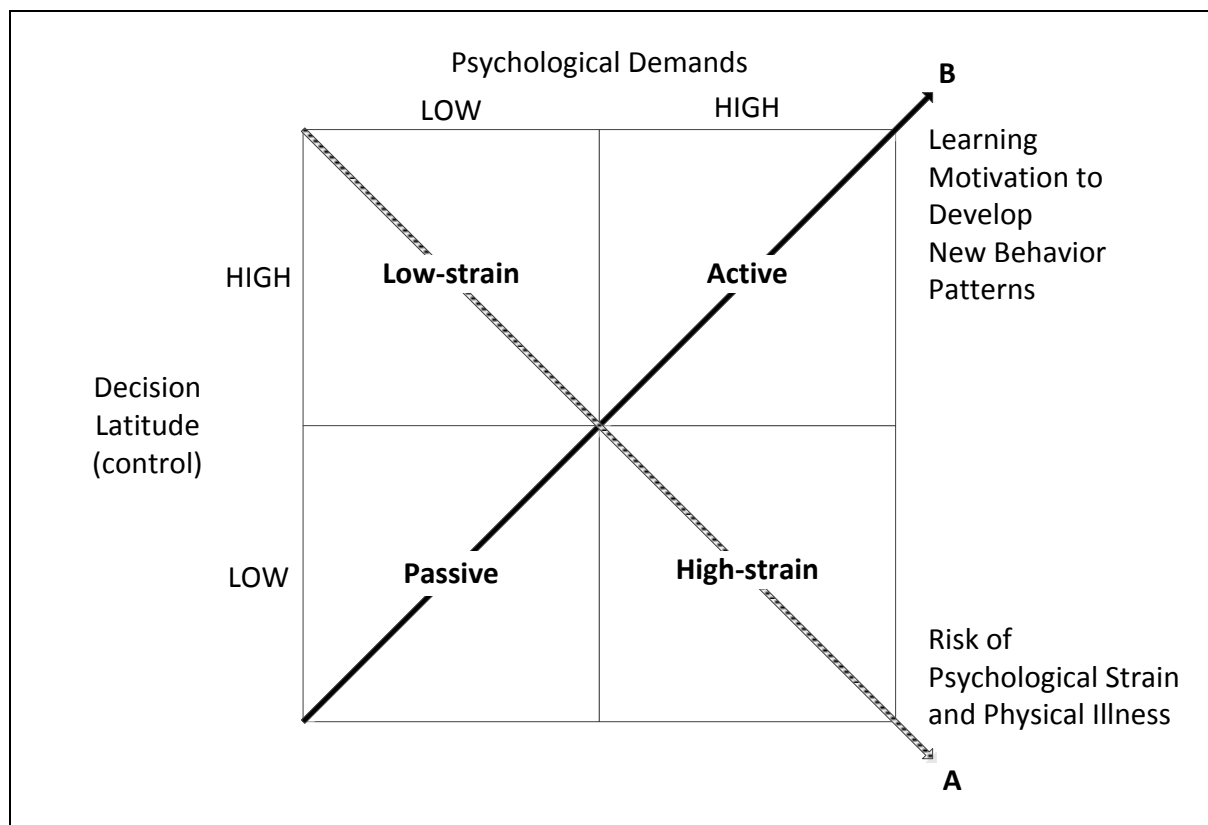 Psychological Demands
B
LOW
HIGH
Learning
Motivation to
Develop
New Behavior
Patterns
HIGH
Low-strain
Active
Decision
Latitude
(control)
LOW
Passive
High-strain
Risk of
Psychological Strain
and Physical Illness
A